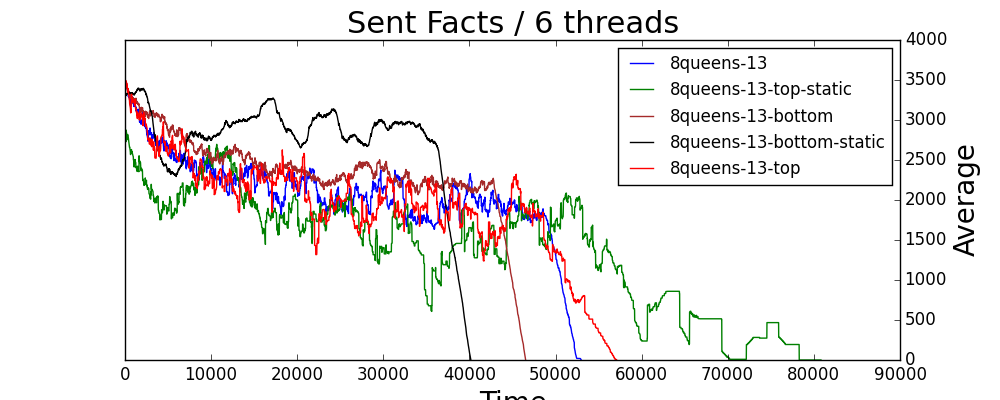 Sent Facts / 6 threads
8queens-13
8queens-13-top-static
8queens-13-bottom
8queens-13-bottom-static
8queens-13-top
4000
3500
3000
2500
2000
1500
1000
500
0
Average
0 10000 20000 30000 40000 50000 60000 70000 80000 90000
Time